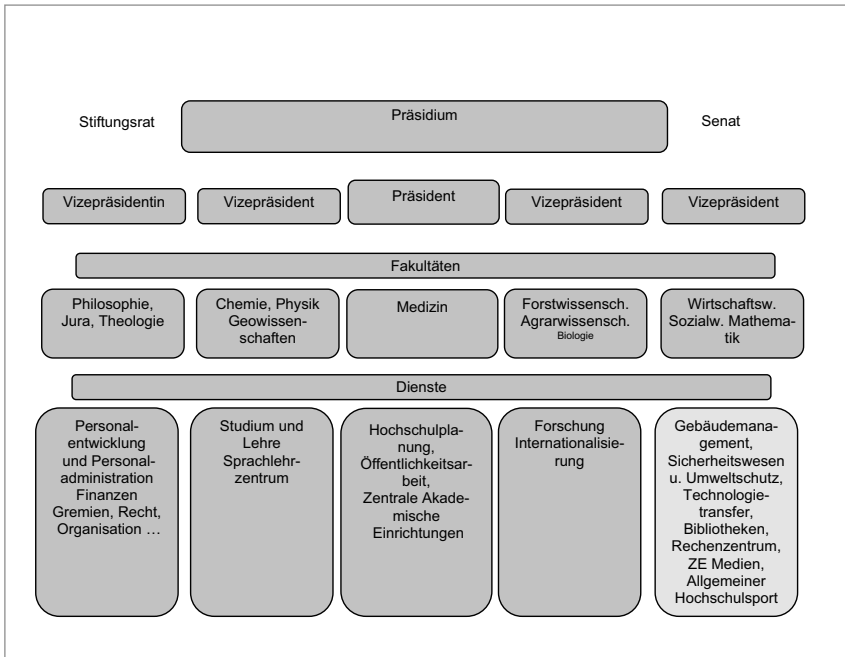 Stiftungsrat
Präsidium
Senat
Vizepräsidentin
Vizepräsident
Präsident
Vizepräsident
Vizepräsident
Fakultäten
Philosophie,
Jura, Theologie
Chemie, Physik
Geowissen-
schaften
Medizin
Forstwissensch.
Agrarwissensch.
Biologie
Wirtschaftsw.
Sozialw. Mathema-
tik
Dienste
Personal-
entwicklung
und Personal-
administration
Finanzen
Gremien, Recht,
Organisation …
Studium und
Lehre
Sprachlehr-
zentrum
Hochschulpla-
nung,
Öffentlichkeitsar-
beit,
Zentrale Akade-
mische
Einrichtungen
Forschung
Internationalisie-
rung
Gebäudemana-
gement,
Sicherheitswesen
u. Umweltschutz,
Technologie-
transfer,
Bibliotheken,
Rechenzentrum,
ZE Medien,
Allgemeiner
Hochschulsport